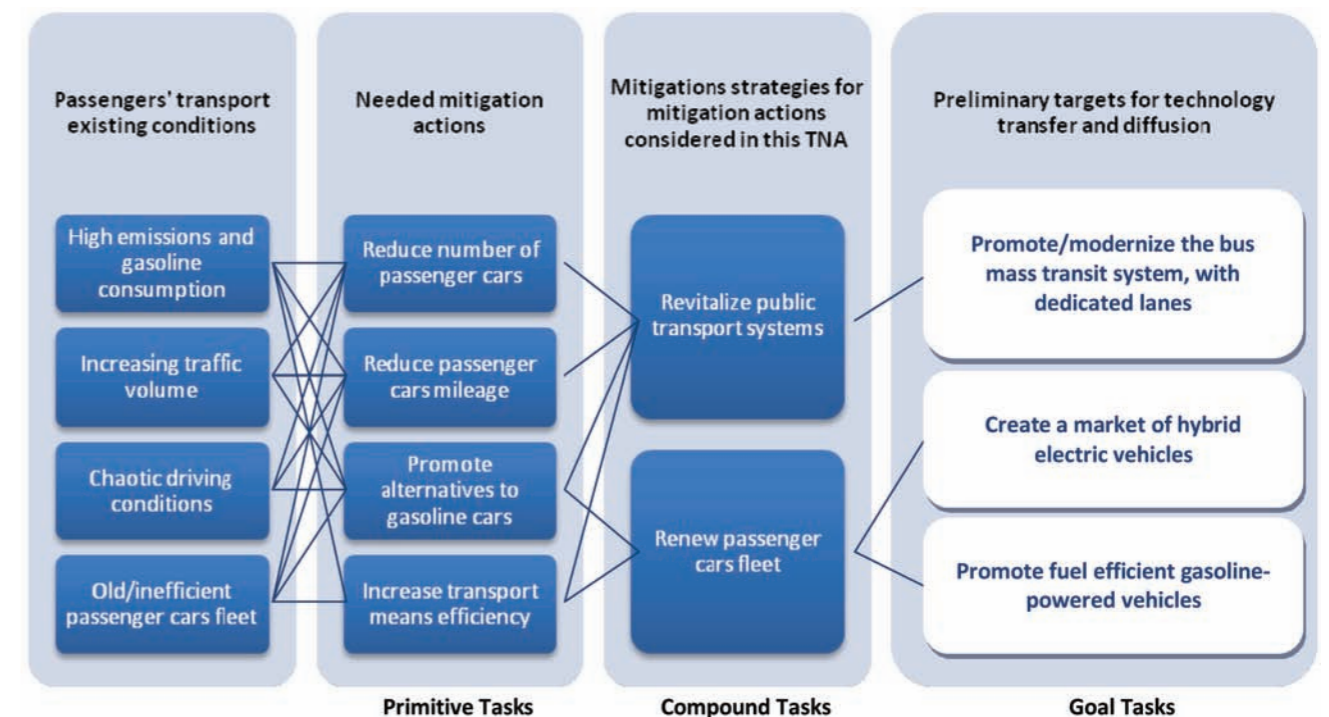 Passengers' transport
existing conditions
High emissions and
gasoline
consumption
Increasing traffic
volume
Chaotic driving
conditions
Old/inefficient
passenger cars fleet
Needed mitigation
actions
Reduce number of
passenger cars
Reduce passenger
cars mileage
Promote
alternatives to
gasoline cars
Increase transport
means efficiency
Primitive Tasks
Mitigations strategies for
mitigation actions
considered in this TNA
Revitalize public
transport systems
Renew passenger
cars fleet
Compound Tasks
Preliminary targets for technology
transfer and diffusion
Promote/modernize the bus
mass transit system, with
dedicated lanes
Create a market of hybrid
electric vehicles
Promote fuel efficient gasoline-
powered vehicles
Goal Tasks